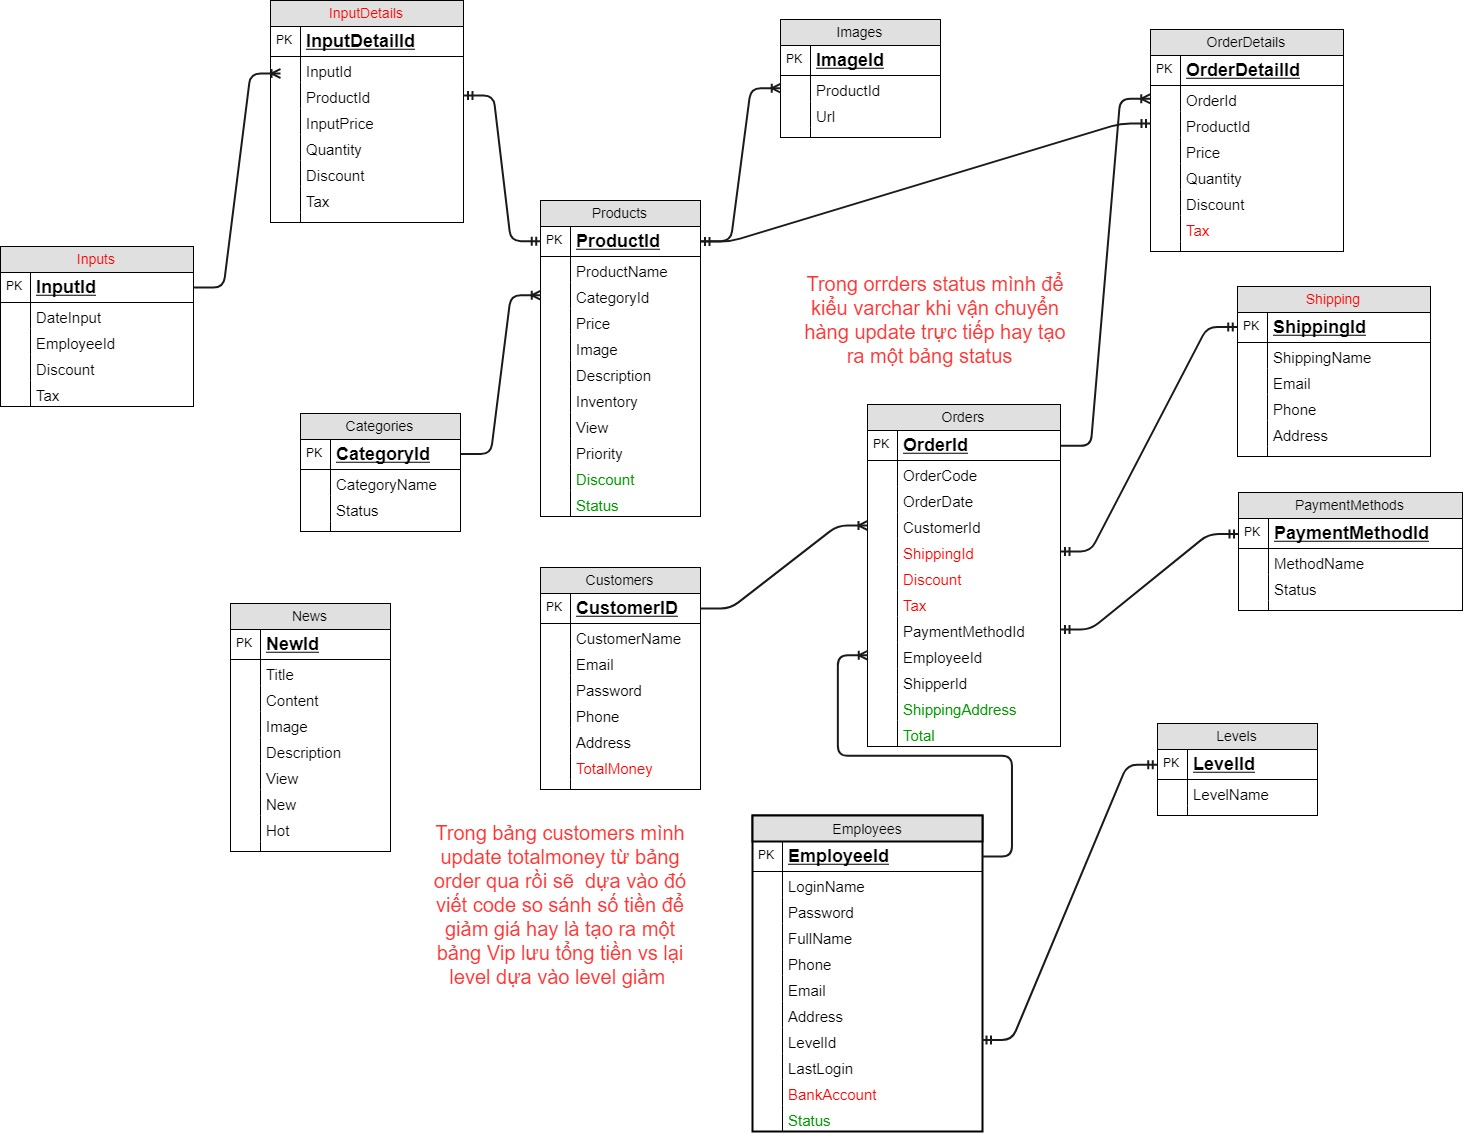 InputDetails
PK InputDetailId
InputId
ProductId
InputPrice
Quantity
Discount
Tax
Images
PK ImageId
ProductId
Url
OrderDetails
PK OrderDetailId
OrderId
ProductId
Price
Quantity
Discount
Tax
Inputs
PK InputId
DateInput
EmployeeId
Discount
Tax
Products
PK ProductId
ProductName
CategoryId
Price
Image
Description
Inventory
View
Priority
Discount
Status
Trong orrders status mình để
kiểu varchar khi vận chuyển
hàng update trực tiếp hay tạo
ra một bảng status
Shipping
PK ShippingId
ShippingName
Email
Phone
Address
Categories
PK CategoryId
CategoryName
Status
Orders
PK OrderId
OrderCode
OrderDate
CustomerId
ShippingId
Discount
Tax
PaymentMethodId
EmployeeId
ShipperId
ShippingAddress
Total
PaymentMethods
PK PaymentMethodId
MethodName
Status
News
PK NewId
Title
Content
Image
Description
View
New
Hot
Customers
PK CustomerID
CustomerName
Email
Password
Phone
Address
TotalMoney
Trong bảng customers mình
update totalmoney từ bảng
order qua rồi sẽ dựa vào đó
viết code so sánh số tiền để
giảm giá hay là tạo ra một
bảng Vip lưu tổng tiền vs lại
level dựa vào level giảm
Levels
PK LevelId
LevelName
Employees
PK EmployeeId
LoginName
Password
FullName
Phone
Email
Address
LevelId
LastLogin
BankAccount
Status